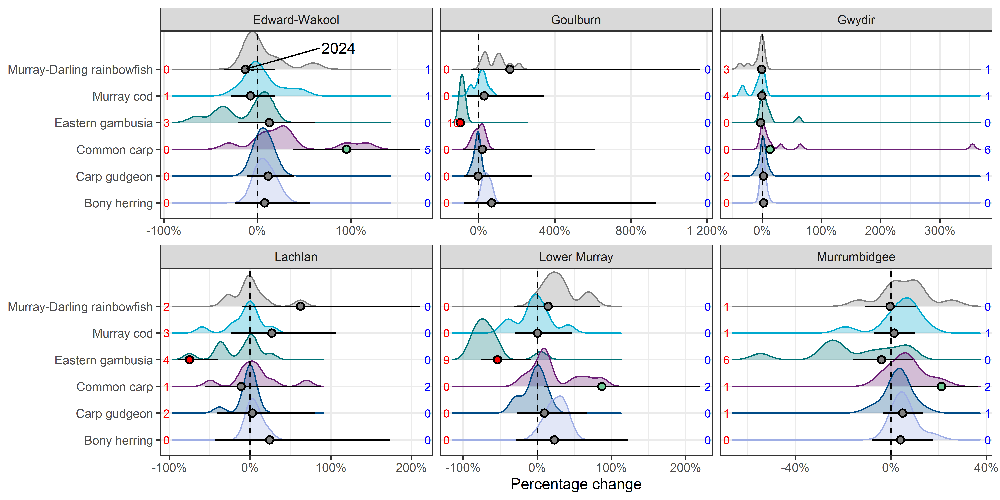 Edward-Wakool Goulburn Gwydir
2024
Murray-Darling rainbowfish 0 1 0 0 3 1
Murray cod 1 1 0 0 4 1
Eastern gambusia 3 0 10 0 0 0
Common carp 0 5 0 0 0 6
Carp gudgeon 0 0 0 0 2 1
Bony herring 0 0 0 0 0 0
-100% 0% 100% 0% 400% 800% 1 200% 0% 100% 200% 300%
Lachlan Lower Murray Murrumbidgee
Murray-Darling rainbowfish 2 0 0 0 1 0
Murray cod 3 0 0 0 1 1
Eastern gambusia 4 0 9 0 6 0
Common carp 1 2 0 2 1 2
Carp gudgeon 2 0 0 0 1 1
Bony herring 0 0 0 0 0 0
-100% 0% 100% 200% -100% 0% 100% 200% -40% 0% 40%
Percentage change